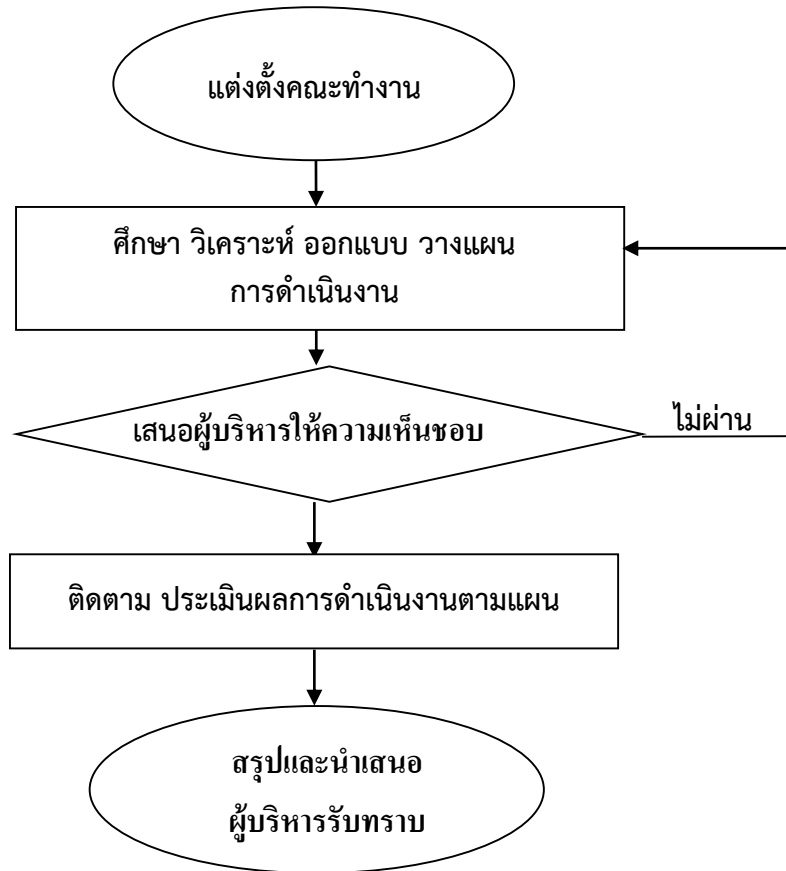 แต่งตั้งคณะทำงาน
ศึกษา วิเคราะห์ ออกแบบ วางแผน
การดำเนินงาน
เสนอผู้บริหารให้ความเห็นชอบ
ไม่ผ่าน
ติดตาม ประเมินผลการดำเนินงานตามแผน
สรุปและนำเสนอ
ผู้บริหารรับทราบ